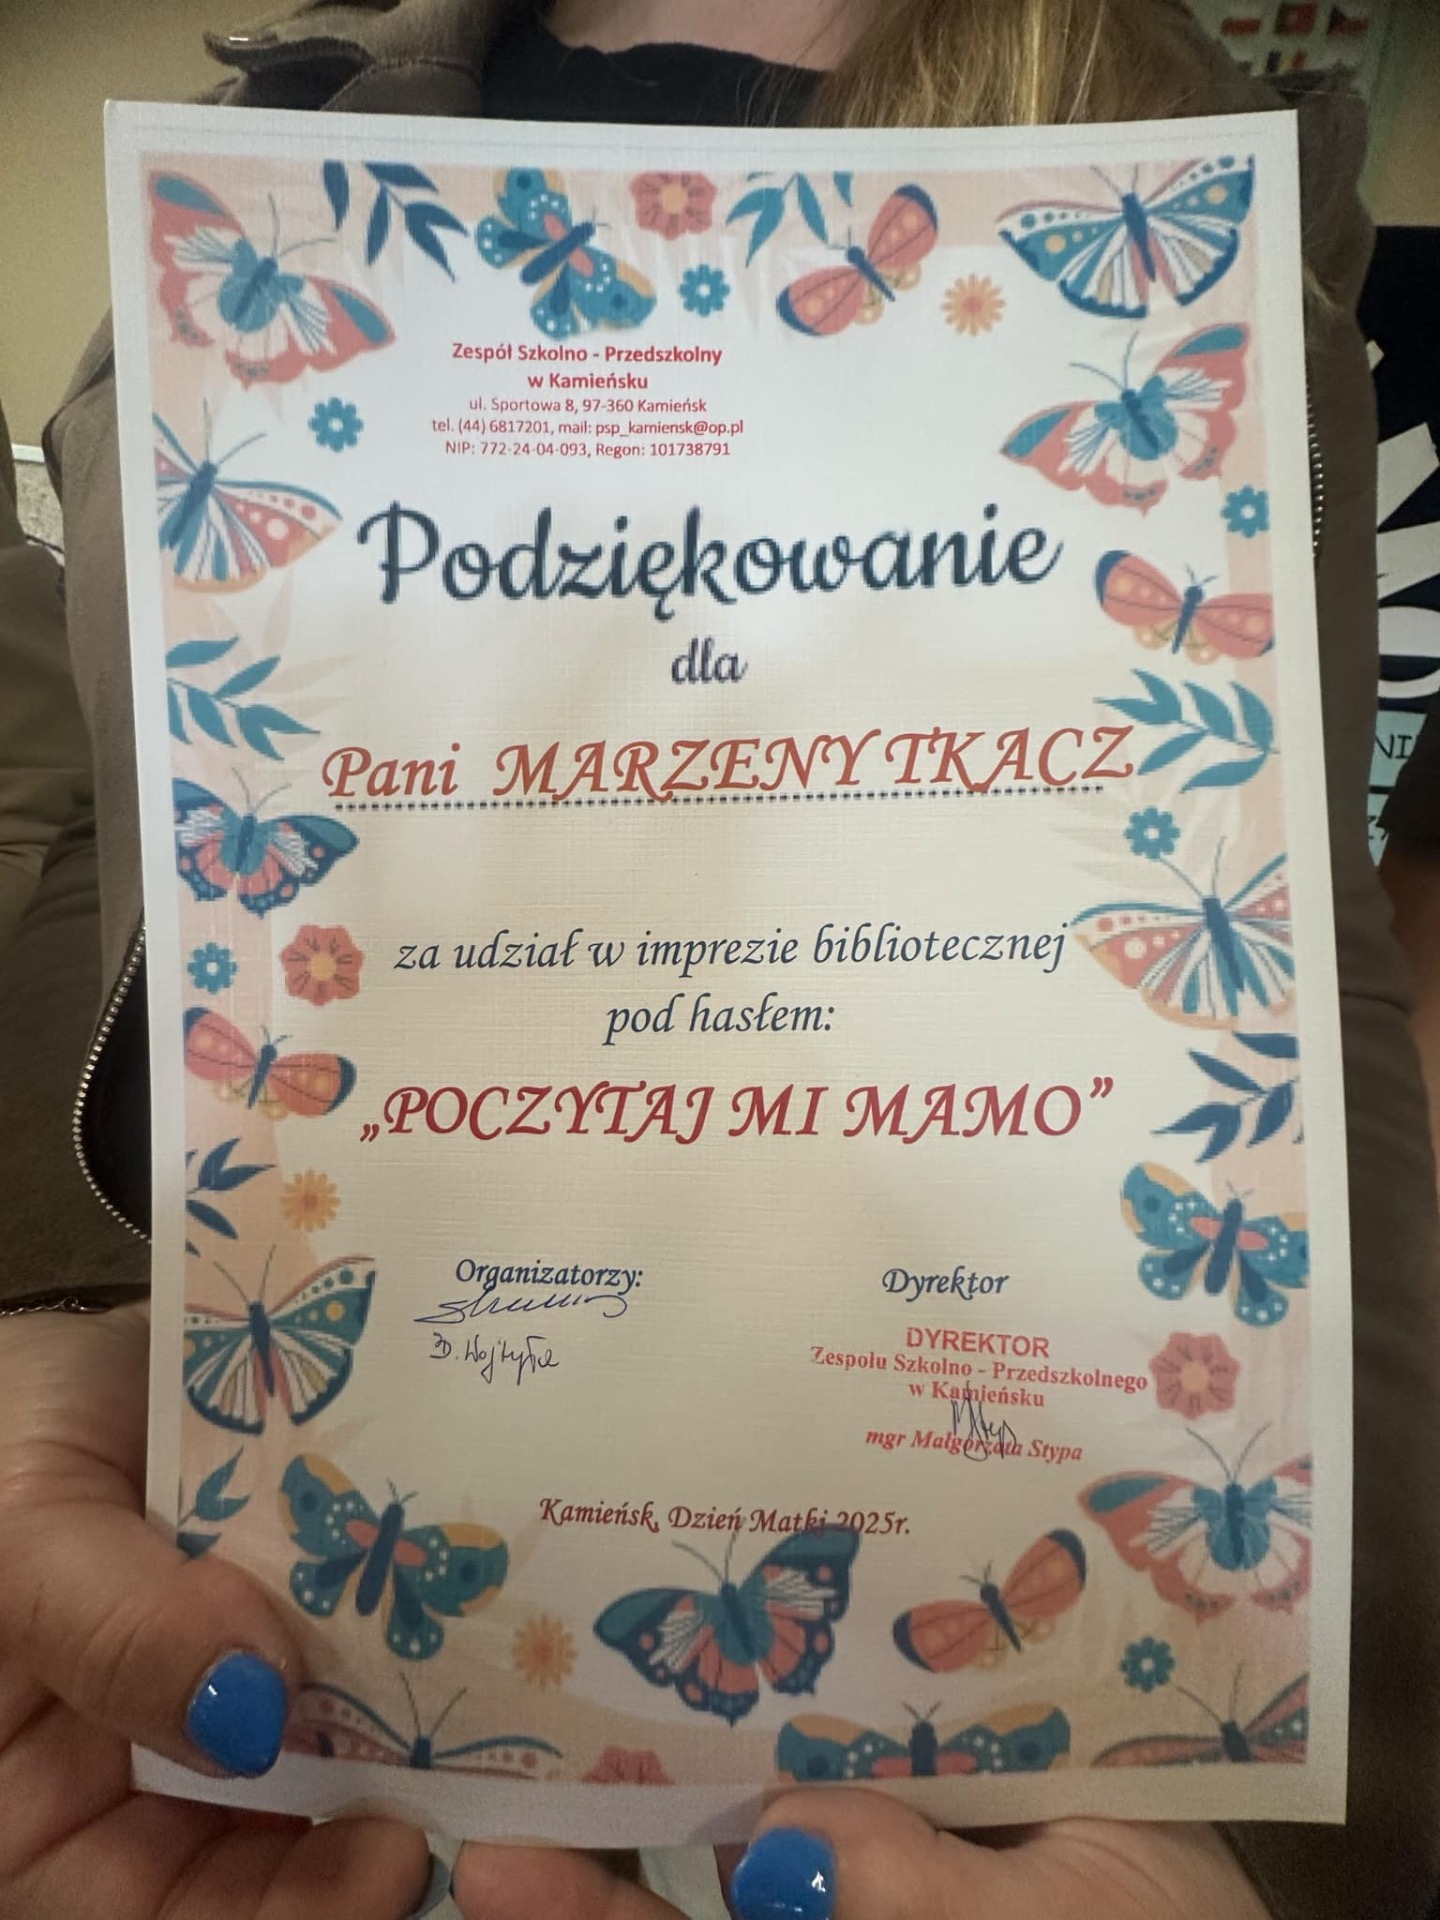 Zespół Szkolno - Przedszkolny
w Kamieńsku
ul. Sportowa 8, 97-360 Kamieńsk
tel. (44) 6817201, mail: psp_kamiensk@op.pl
NIP: 772-24-04-093, Regon: 101738791
Podziękowanie
dla
Pani MARZENY TKACZ
za udział w imprezie bibliotecznej
pod hasłem:
„POCZYTAJ MI MAMO”
Organizatorzy:
Dyrektor
B. Wojtyła
DYREKTOR
Zespołu Szkolno - Przedszkolnego
w Kamieńsku
mgr Małgorzata Stypa
Kamieńsk, Dzień Matki 2025r.